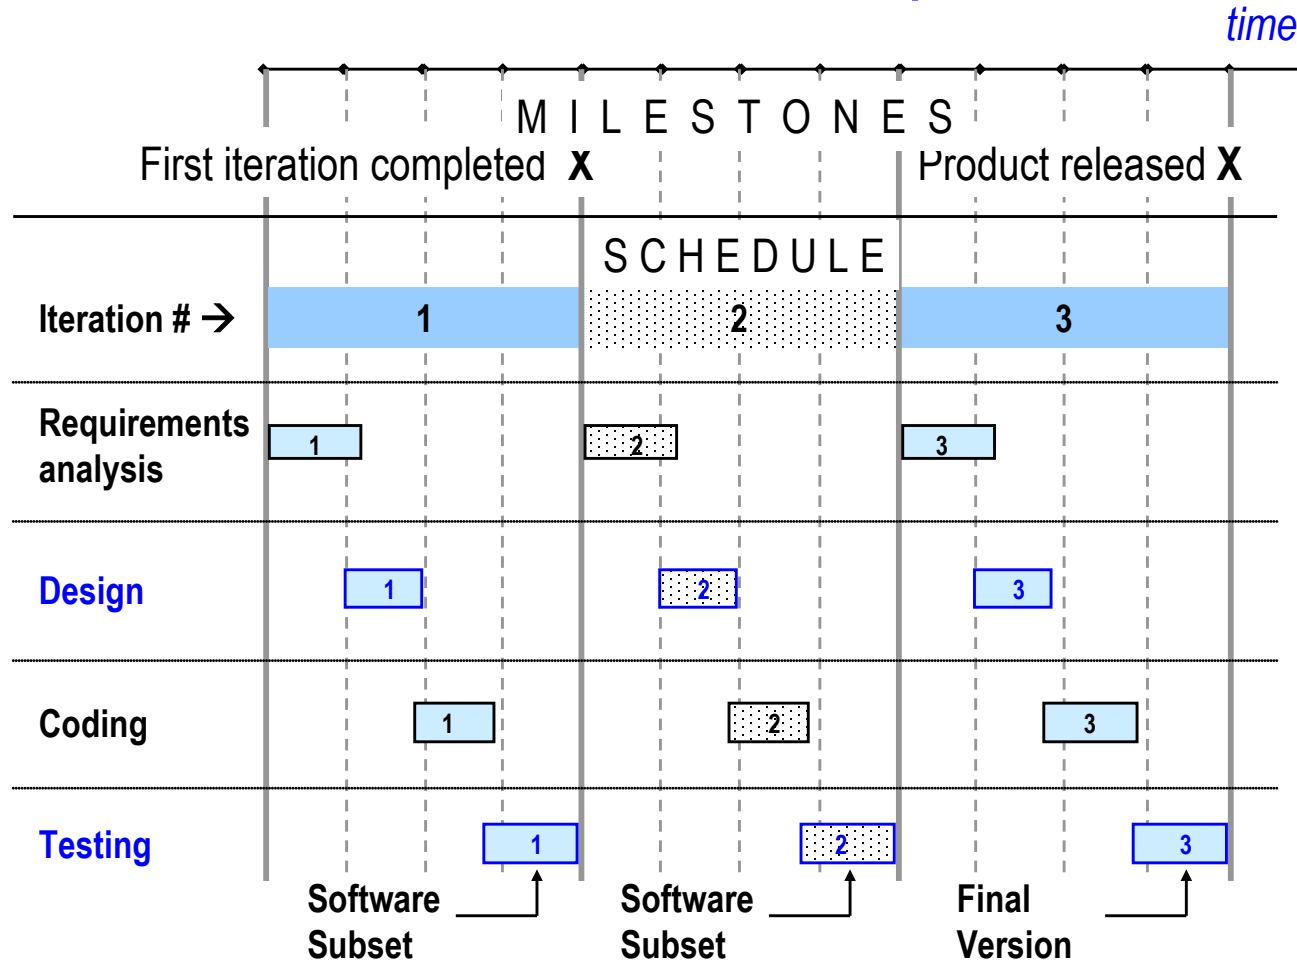 time
M I L E S T O N E S
First iteration completed X
Product released X
S C H E D U L E
Iteration # → 1 2 3
Requirements
analysis
1 2 3
Design 1 2 3
Coding 1 2 3
Testing 1 2 3
Software
Subset
Software
Subset
Final
Version